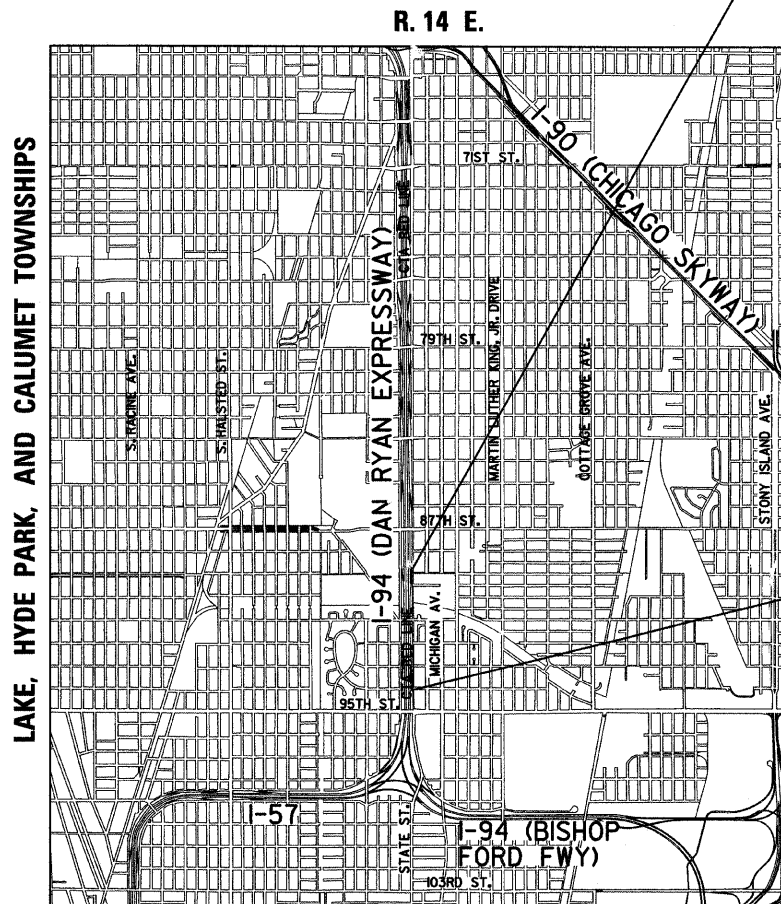 R. 14 E.
LAKE, HYDE PARK, AND CALUMET TOWNSHIPS
I-90 (CHICAGO SKYWAY)
71ST ST.
CTA RED LINE
I-94 (DAN RYAN EXPRESSWAY)
MARTIN LUTHER KING, JR. DRIVE
79TH ST.
S. RACINE AVE.
S. HALSTED ST.
COTTAGE GROVE AVE.
STONY ISLAND AVE.
87TH ST.
CTA RED LINE
MICHIGAN AV.
95TH ST.
I-57
STATE ST.
I-94 (BISHOP
FORD FWY)
103RD ST.